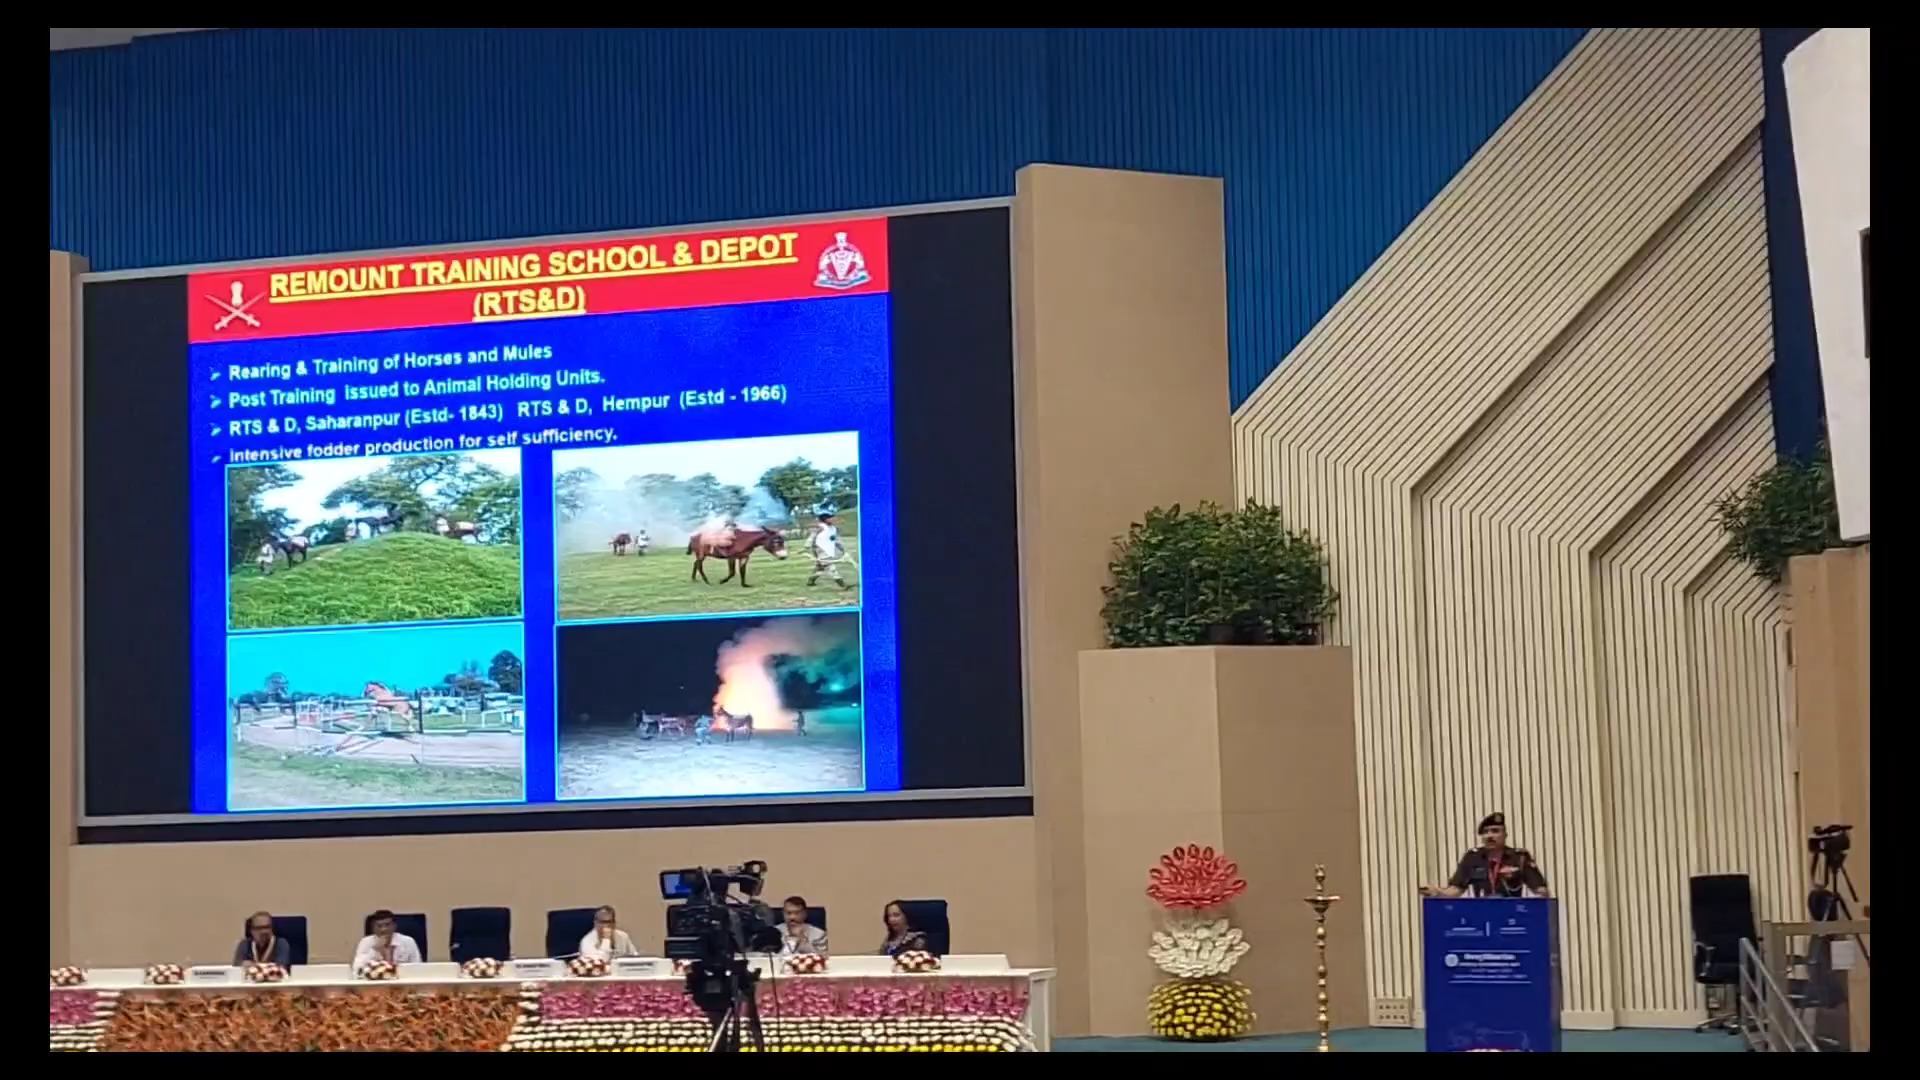 REMOUNT TRAINING SCHOOL & DEPOT
(RTS&D)
Rearing & Training of Horses and Mules
Post Training issued to Animal Holding Units.
RTS & D, Saharanpur (Estd- 1843) RTS & D, Hempur (Estd - 1966)
Intensive fodder production for self sufficiency.